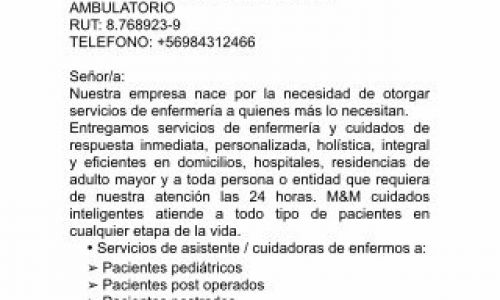 AMBULATORIO
RUT: 8.768923-9
TELEFONO: +56984312466
Señor/a:
Nuestra empresa nace por la necesidad de otorgar
servicios de enfermería a quienes más lo necesitan.
Entregamos servicios de enfermería y cuidados de
respuesta inmediata, personalizada, holística, integral
y eficientes en domicilios, hospitales, residencias de
adulto mayor y a toda persona o entidad que requiera
de nuestra atención las 24 horas. M&M cuidados
inteligentes atiende a todo tipo de pacientes en
cualquier etapa de la vida.
• Servicios de asistente / cuidadoras de enfermos a:
➢ Pacientes pediátricos
➢ Pacientes post operados
➢ Pacientes postrados